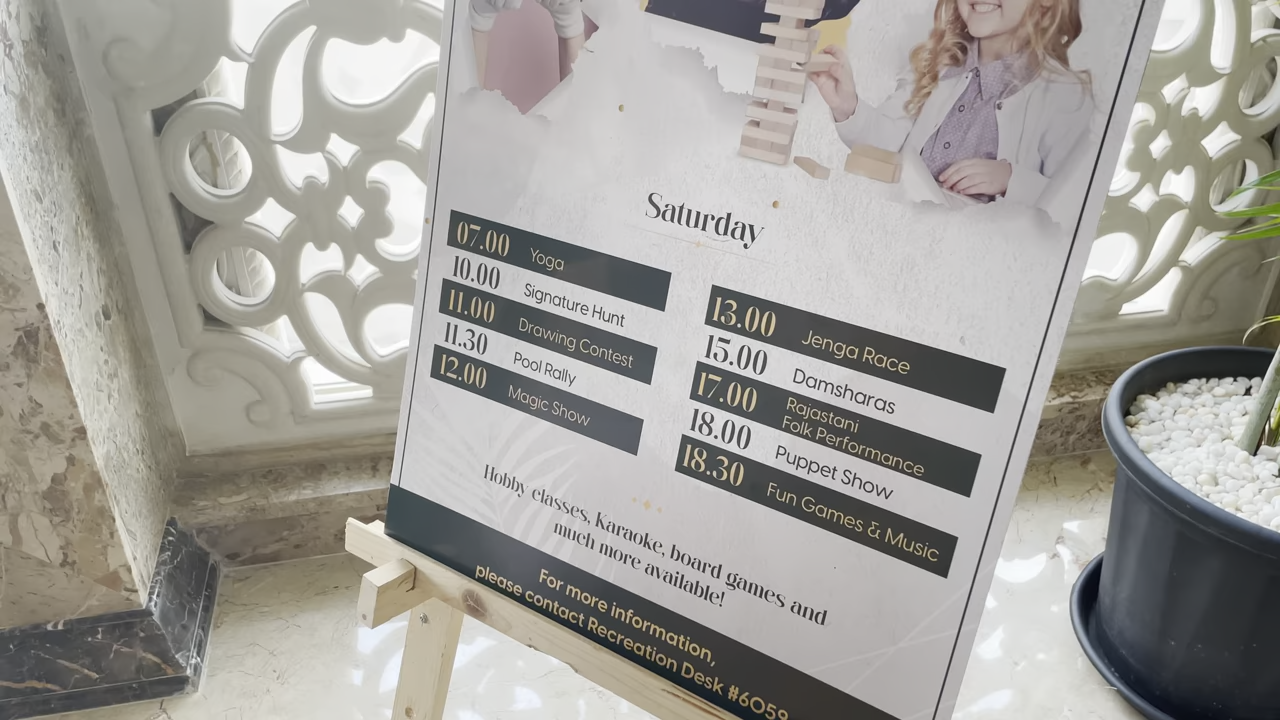 Saturday
07.00 Yoga
10.00 Signature Hunt
11.00 Drawing Contest
11.30 Pool Rally
12.00 Magic Show
13.00 Jenga Race
15.00 Damsharas
17.00 Rajastani
Folk Performance
18.00 Puppet Show
18.30 Fun Games & Music
Hobby classes, Karaoke, board games and
much more available!
For more information,
please contact Recreation Desk #6059